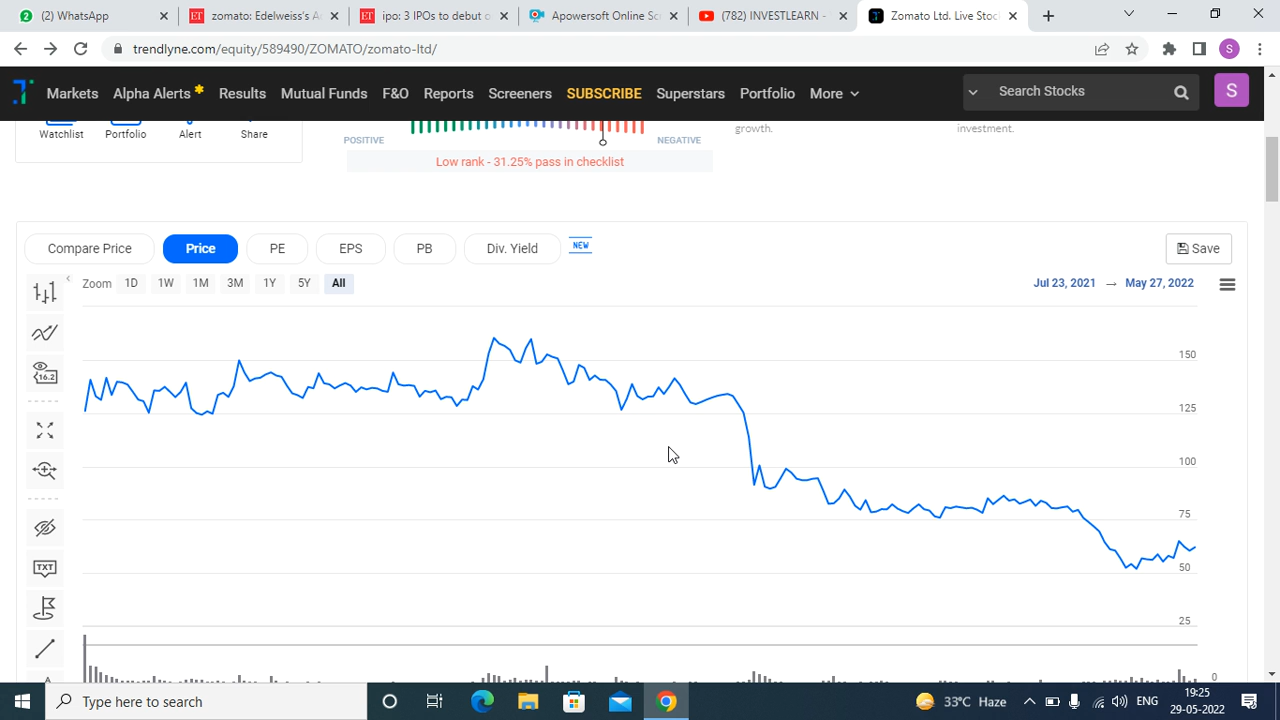 (2) WhatsApp
zomato: Edelweiss's A
ipo: 3 IPOs to debut o
Apowersoft Online Sc
(782) INVESTLEARN -
Zomato Ltd. Live Stoc
trendlyne.com/equity/589490/ZOMATO/zomato-ltd/
S
Markets Alpha Alerts Results Mutual Funds F&O Reports Screeners SUBSCRIBE Superstars Portfolio More
Search Stocks
S
Watchlist Portfolio Alert Share
POSITIVE NEGATIVE
growth. investment.
Low rank - 31.25% pass in checklist
Compare Price Price PE EPS PB Div. Yield NEW
Save
Zoom 1D 1W 1M 3M 1Y 5Y All
Jul 23, 2021 → May 27, 2022
16.2
TXT
150
125
100
75
50
25
0
Type here to search
33°C Haze
ENG
19:25
29-05-2022